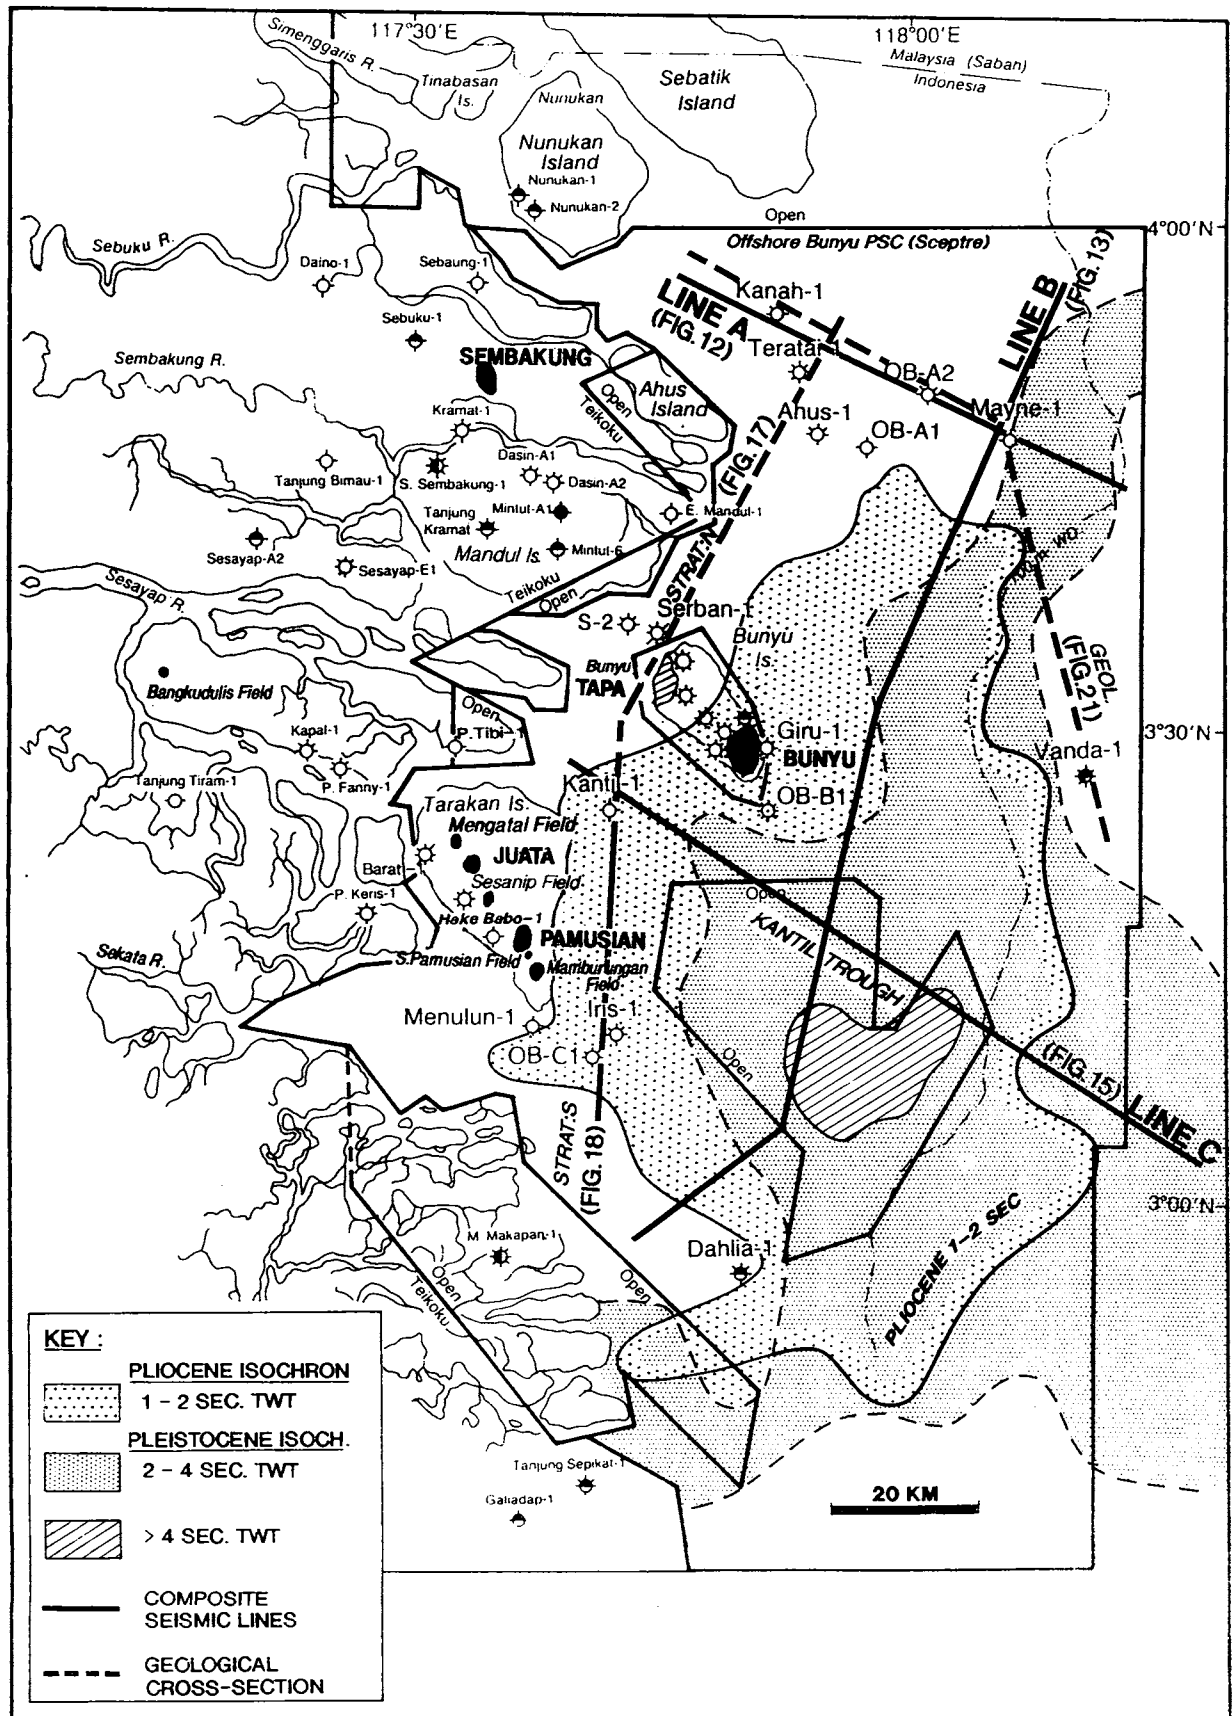 117°30'E
118°00'E
Simenggaris R.
Tinabasan
Is.
Nunukan
Sebatik
Island
Malaysia (Sabah)
Indonesia
Nunukan
Island
Nunukan-1
Nunukan-2
Open
4°00'N
Offshore Bunyu PSC (Sceptre)
Sebuku R.
Daino-1
Sebaung-1
Sebuku-1
LINE A
(FIG.12)
Kanah-1
LINE B
(FIG.13)
Teratai-1
OB-A2
Mayne-1
Sembakung R.
SEMBAKUNG
Open
Teikoku
Ahus
Island
Ahus-1
OB-A1
Kramat-1
Tanjung Bimau-1
S. Sembakung-1
Dasin-A1
Dasin-A2
(FIG.17)
STRAT:N
Mintut-A1
Tanjung
Kramat
E. Mandul-1
Sesayap-A2
Sesayap-E1
Mandul Is.
Mintut-6
100m WD.
Sesayap R.
Teikoku
Open
S-2
Serban-1
Bunyu
Is.
GEOL.
(FIG.21)
Bangkudulis Field
Bunyu
TAPA
Open
P.Tibi-1
Kapal-1
Giru-1
BUNYU
3°30'N
Vanda-1
Tanjung Tiram-1
P. Fanny-1
Kantil-1
OB-B1
Tarakan Is.
Mengatal Field
Barat-1
JUATA
Sesanip Field
P. Keris-1
Hake Babo-1
PAMUSIAN
Open
KANTIL TROUGH
Sekata R.
S.Pamusian Field
Mamburungan
Field
Menulun-1
Iris-1
OB-C1
Open
(FIG.15)
LINE C
STRAT:S
(FIG.18)
3°00'N
M. Makapan-1
Dahlia-1
Open
Teikoku
Open
PLIOCENE 1-2 SEC
Tanjung Sepikat-1
Galiadap-1
20 KM
KEY :
PLIOCENE ISOCHRON
1 - 2 SEC. TWT
PLEISTOCENE ISOCH.
2 - 4 SEC. TWT
> 4 SEC. TWT
COMPOSITE
SEISMIC LINES
GEOLOGICAL
CROSS-SECTION